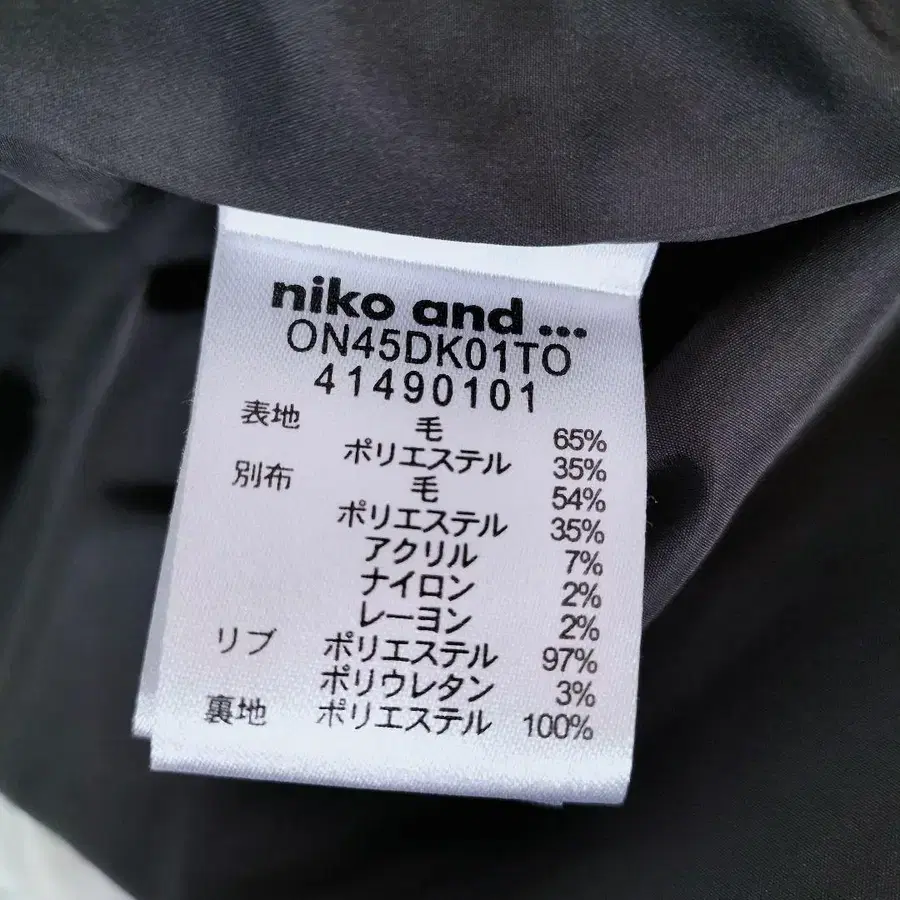 niko and ...
ON45DK01TO
41490101
表地 毛 65%
ポリエステル 35%
別布 毛 54%
ポリエステル 35%
アクリル 7%
ナイロン 2%
レーヨン 2%
リブ ポリエステル 97%
ポリウレタン 3%
裏地 ポリエステル 100%